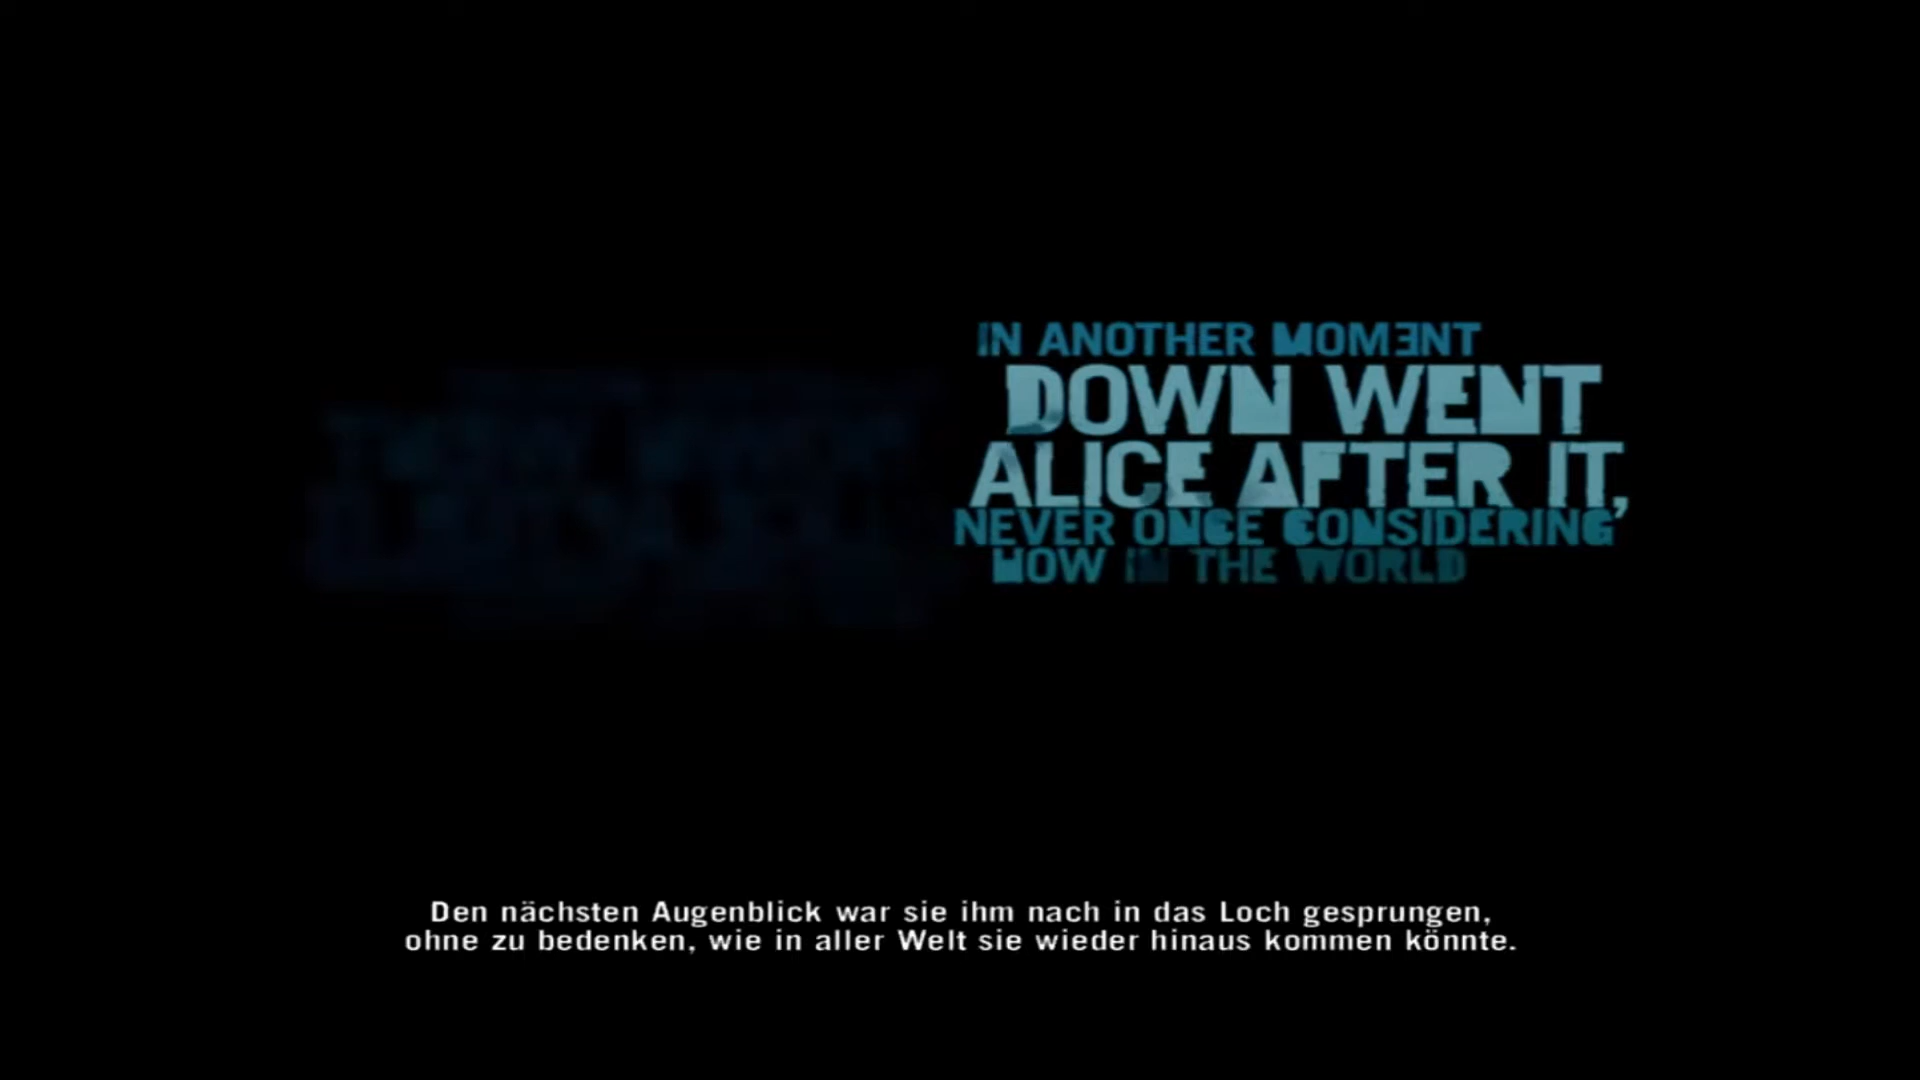 IN ANOTHER MOMENT
DOWN WENT
ALICE AFTER IT,
NEVER ONCE CONSIDERING
HOW IN THE WORLD
Den nächsten Augenblick war sie ihm nach in das Loch gesprungen,
ohne zu bedenken, wie in aller Welt sie wieder hinaus kommen könnte.